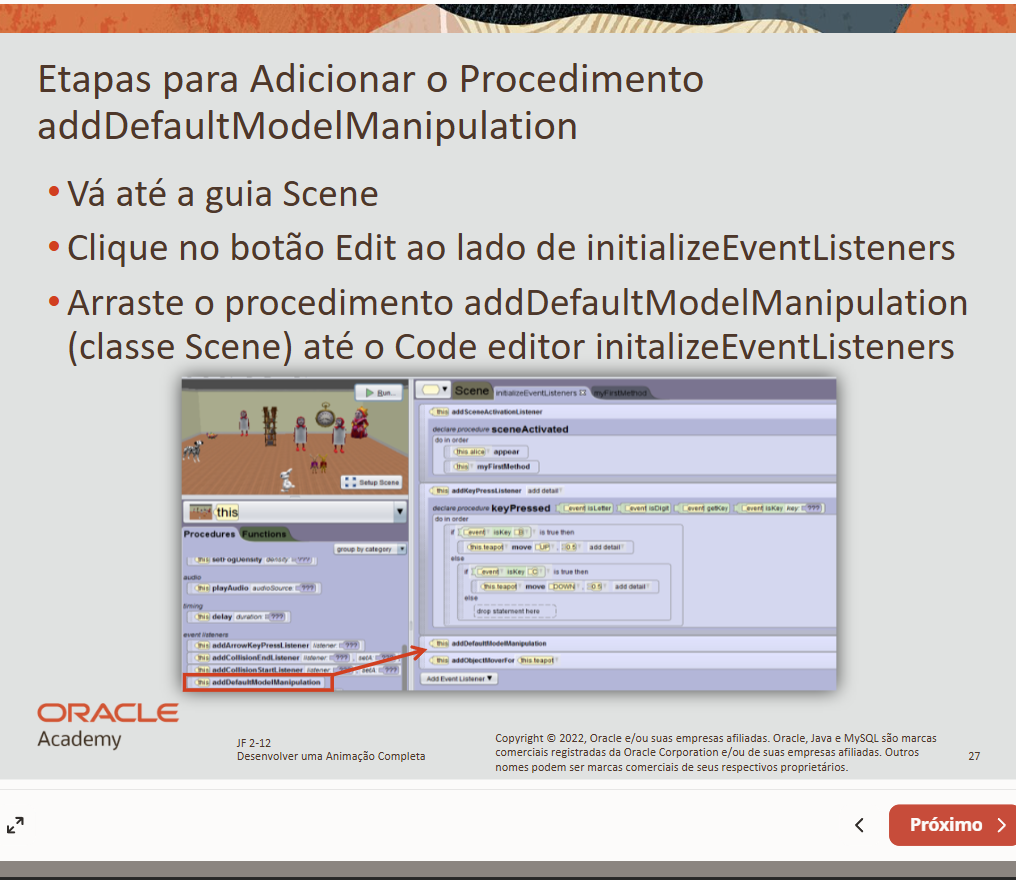 Etapas para Adicionar o Procedimento
addDefaultModelManipulation
• Vá até a guia Scene
• Clique no botão Edit ao lado de initializeEventListeners
• Arraste o procedimento addDefaultModelManipulation
(classe Scene) até o Code editor initalizeEventListeners
Run...
Setup Scene
this
Procedures Functions
group by category
this setFogDensity density ???
audio
this playAudio audioSource ???
timing
this delay duration ???
event listeners
this addArrowKeyPressListener listener ???
this addCollisionEndListener listener ??? , setA ???
this addCollisionStartListener listener ??? , setA ???
this addDefaultModelManipulation
Scene initializeEventListeners myFirstMethod
this addSceneActivationListener
declare procedure sceneActivated
do in order
this.alice appear
this myFirstMethod
this addKeyPressListener add detail
declare procedure keyPressed event isLetter event isDigit event getKey event isKey key ???
do in order
if event isKey is true then
this.teapot move UP , 0.5 add detail
else
if event isKey is true then
this.teapot move DOWN , 0.5 add detail
else
drop statement here
this addDefaultModelManipulation
this addObjectMoverFor this.teapot
Add Event Listener
ORACLE
Academy
JF 2-12
Desenvolver uma Animação Completa
Copyright © 2022, Oracle e/ou suas empresas afiliadas. Oracle, Java e MySQL são marcas
comerciais registradas da Oracle Corporation e/ou de suas empresas afiliadas. Outros
nomes podem ser marcas comerciais de seus respectivos proprietários.
27
Próximo